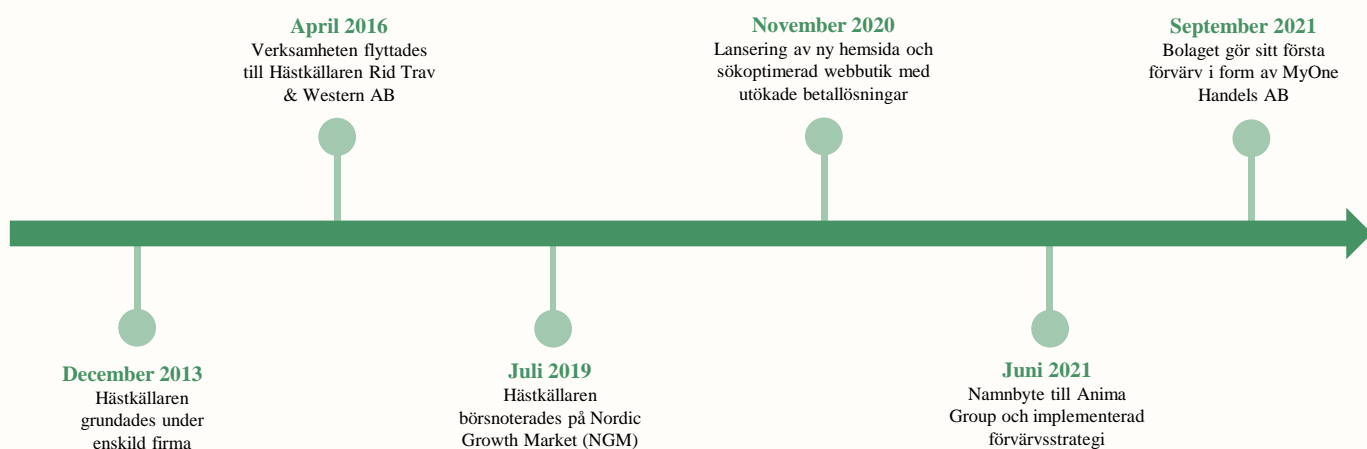 April 2016
Verksamheten flyttades
till Hästkällaren Rid Trav
& Western AB
November 2020
Lansering av ny hemsida och
sökoptimerad webbutik med
utökade betallösningar
September 2021
Bolaget gör sitt första
förvärv i form av MyOne
Handels AB
December 2013
Hästkällaren
grundades under
enskild firma
Juli 2019
Hästkällaren
börsnoterades på Nordic
Growth Market (NGM)
Juni 2021
Namnbyte till Anima
Group och implementerad
förvärvsstrategi